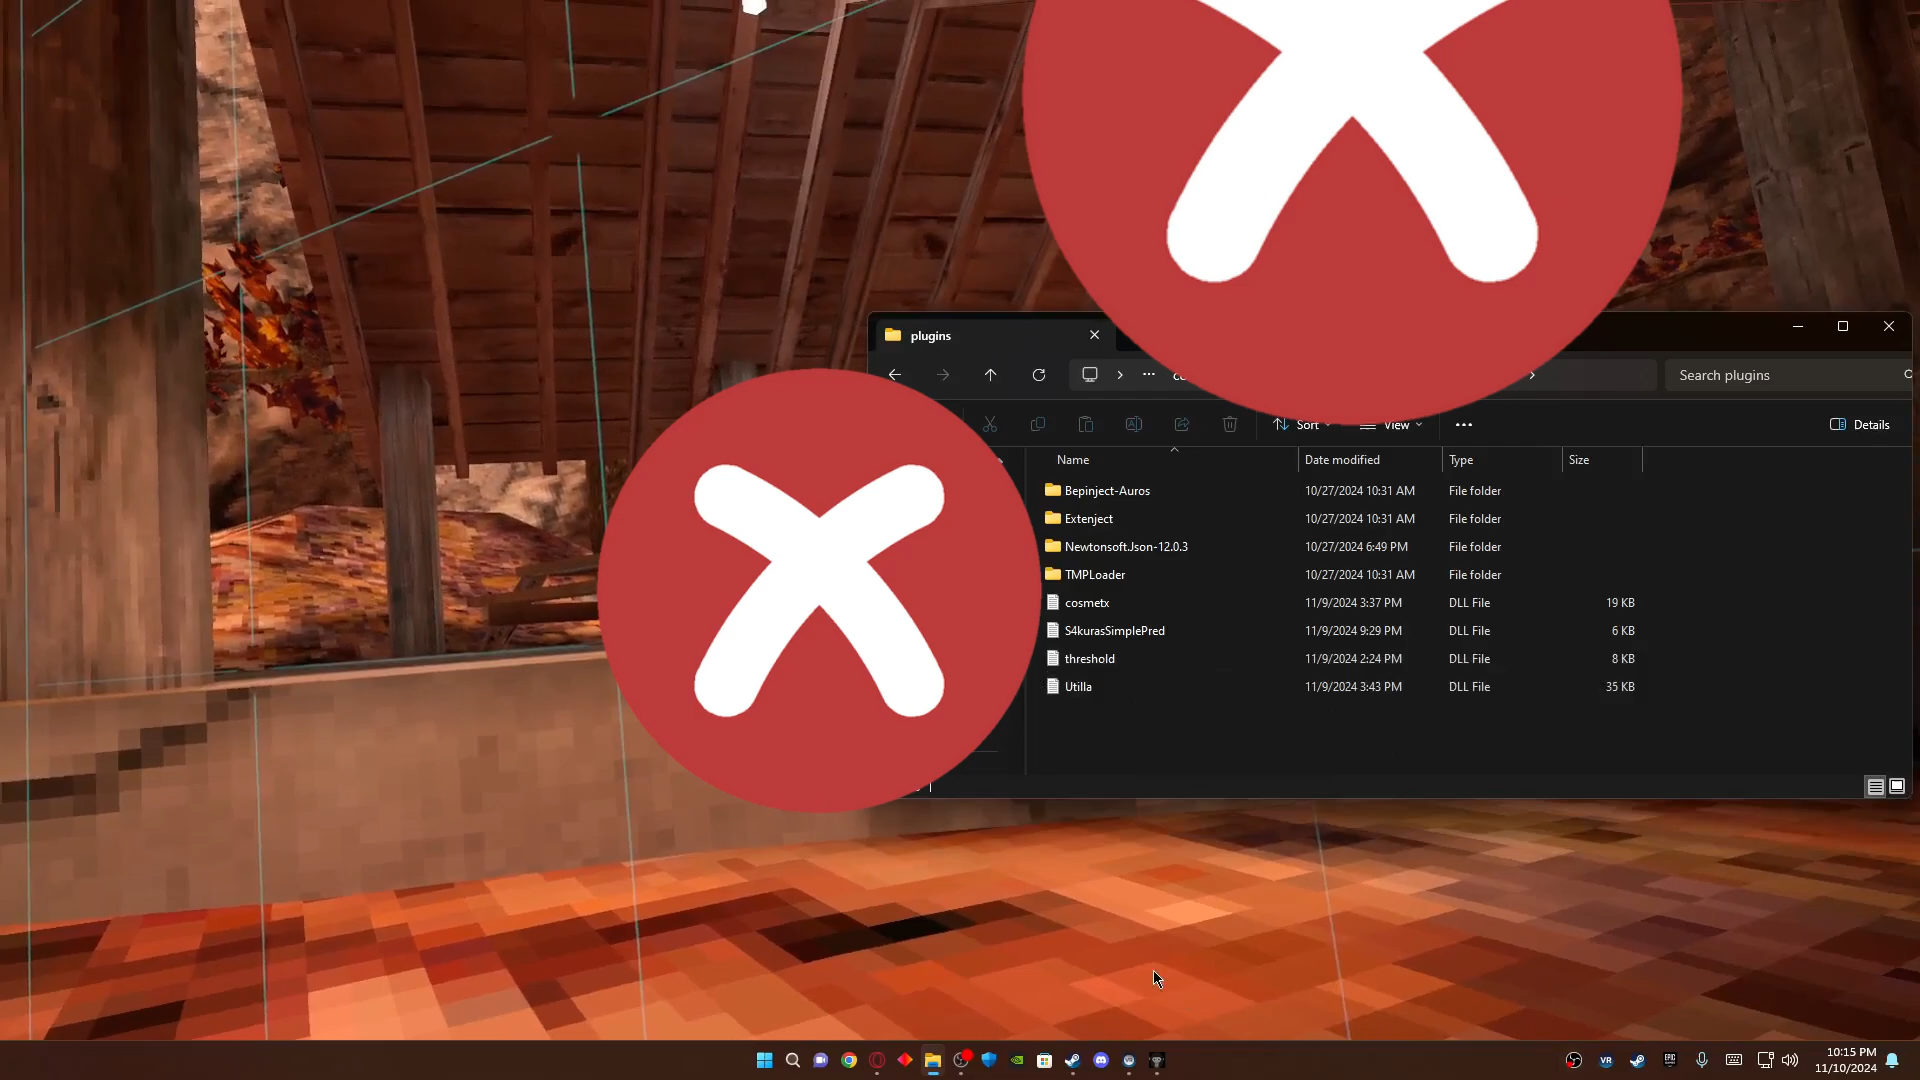 plugins
Search plugins
Sort
View
Details
Name Date modified Type Size
Bepinject-Auros 10/27/2024 10:31 AM File folder
Extenject 10/27/2024 10:31 AM File folder
Newtonsoft.Json-12.0.3 10/27/2024 6:49 PM File folder
TMPLoader 10/27/2024 10:31 AM File folder
cosmetx 11/9/2024 3:37 PM DLL File 19 KB
S4kurasSimplePred 11/9/2024 9:29 PM DLL File 6 KB
threshold 11/9/2024 2:24 PM DLL File 8 KB
Utilla 11/9/2024 3:43 PM DLL File 35 KB
VR
EPIC
10:15 PM
11/10/2024